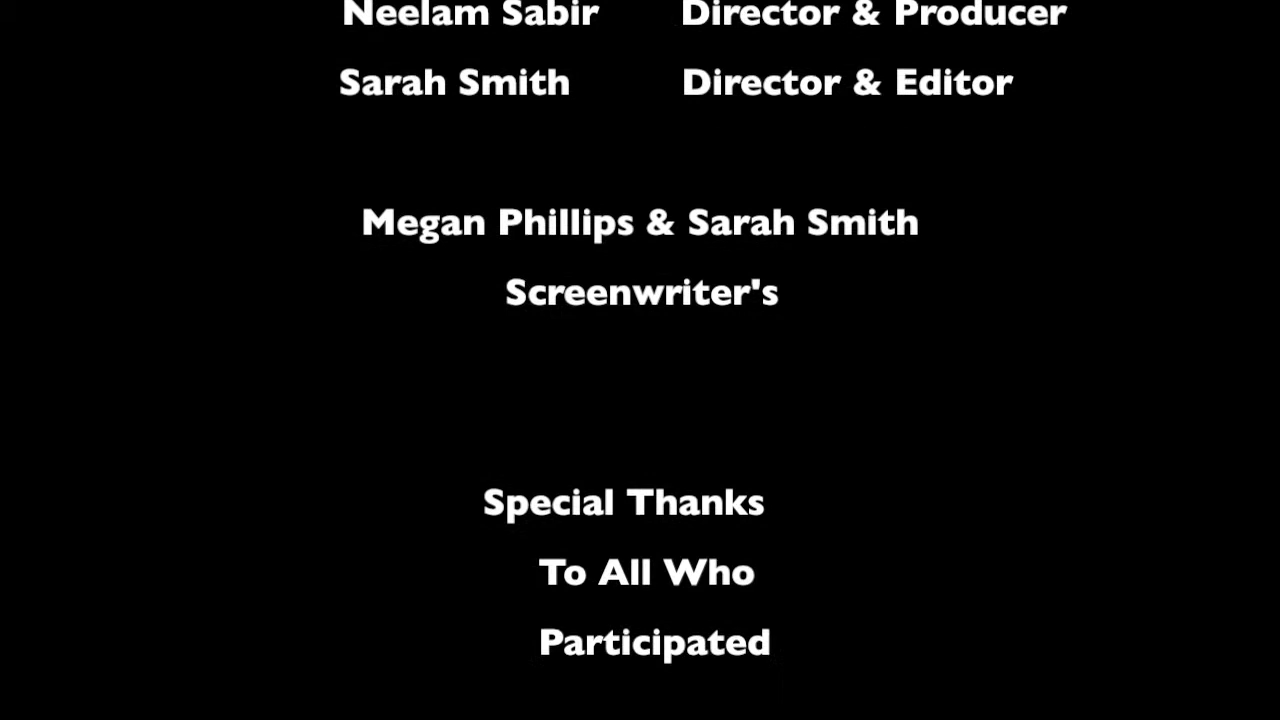 Neelam Sabir Director & Producer
Sarah Smith Director & Editor
Megan Phillips & Sarah Smith
Screenwriter's
Special Thanks
To All Who
Participated